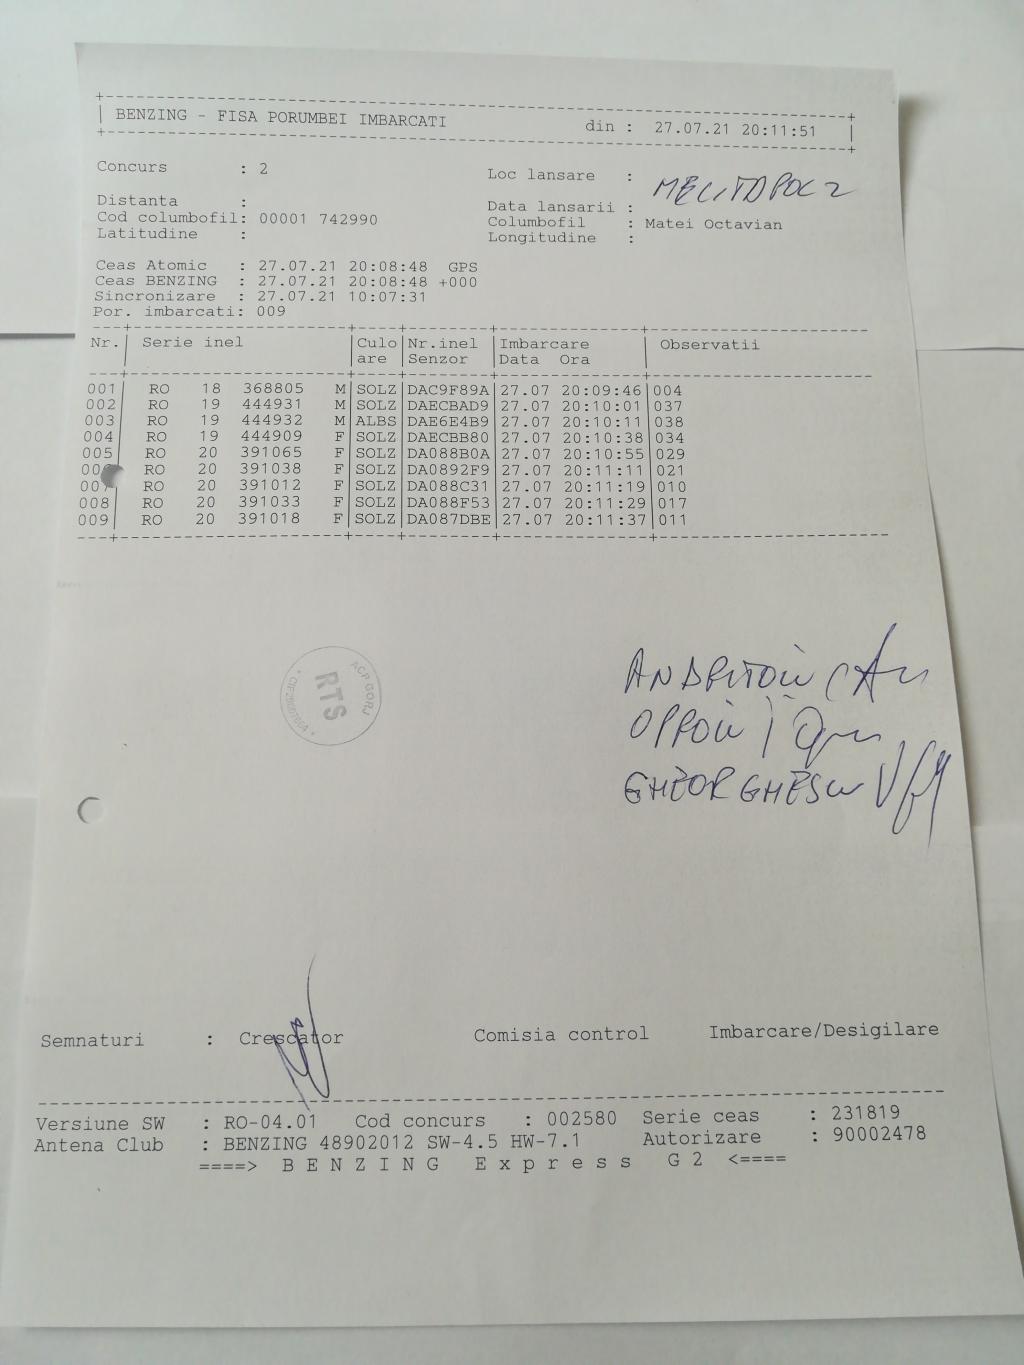 BENZING - FISA PORUMBEI IMBARCATI din : 27.07.21 20:11:51
Concurs : 2 Loc lansare : MELITAPOL 2
Distanta : Data lansarii :
Cod columbofil: 00001 742990 Columbofil : Matei Octavian
Latitudine : Longitudine :
Ceas Atomic : 27.07.21 20:08:48 GPS
Ceas BENZING : 27.07.21 20:08:48 +000
Sincronizare : 27.07.21 10:07:31
Por. imbarcati: 009
Nr. Serie inel Culo Nr.inel Imbarcare Observatii
are Senzor Data Ora
001 RO 18 368805 M SOLZ DAC9F89A 27.07 20:09:46 004
002 RO 19 444931 M SOLZ DAECBAD9 27.07 20:10:01 037
003 RO 19 444932 M ALBS DAE6E4B9 27.07 20:10:11 038
004 RO 19 444909 F SOLZ DAECBB80 27.07 20:10:38 034
005 RO 20 391065 F SOLZ DA088B0A 27.07 20:10:55 029
006 RO 20 391038 F SOLZ DA0892F9 27.07 20:11:11 021
007 RO 20 391012 F SOLZ DA088C31 27.07 20:11:19 010
008 RO 20 391033 F SOLZ DA088F53 27.07 20:11:29 017
009 RO 20 391018 F SOLZ DA087DBE 27.07 20:11:37 011
ACP GORJ
RTS
OPROIU
GHEORGHESCU
Semnaturi : Crescator Comisia control Imbarcare/Desigilare
Versiune SW : RO-04.01 Cod concurs : 002580 Serie ceas : 231819
Antena Club : BENZING 48902012 SW-4.5 HW-7.1 Autorizare : 90002478
====> B E N Z I N G E x p r e s s G 2 <====